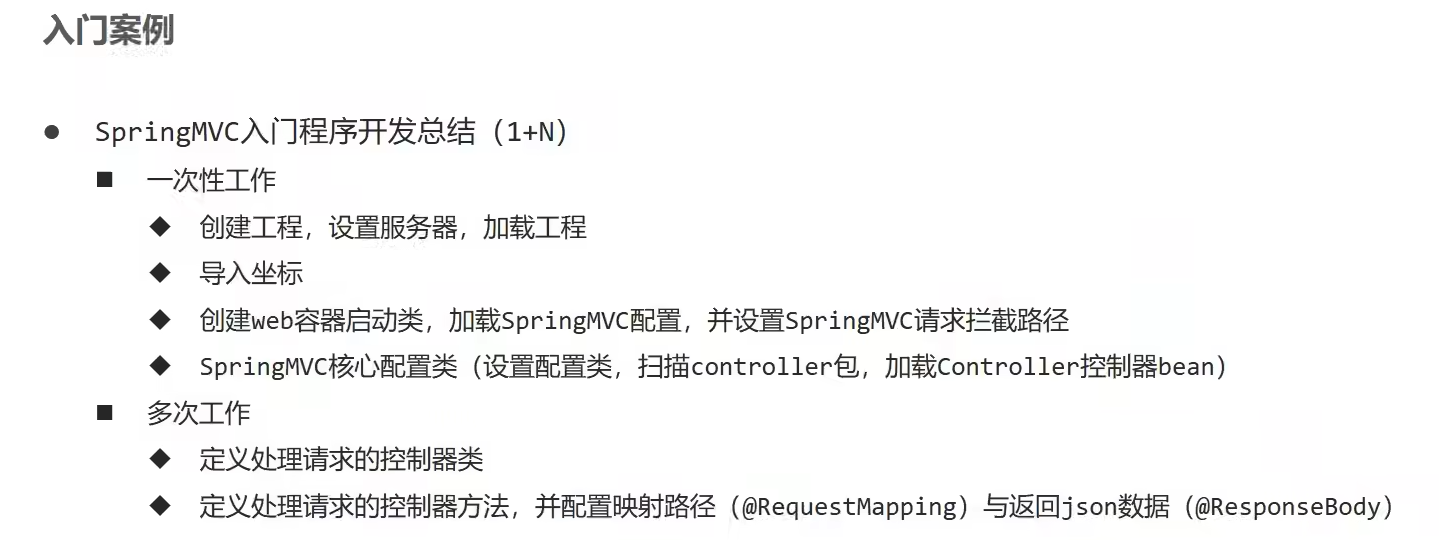 入门案例
SpringMVC入门程序开发总结（1+N）
一次性工作
创建工程，设置服务器，加载工程
导入坐标
创建web容器启动类，加载SpringMVC配置，并设置SpringMVC请求拦截路径
SpringMVC核心配置类（设置配置类，扫描controller包，加载Controller控制器bean）
多次工作
定义处理请求的控制器类
定义处理请求的控制器方法，并配置映射路径（@RequestMapping）与返回json数据（@ResponseBody）